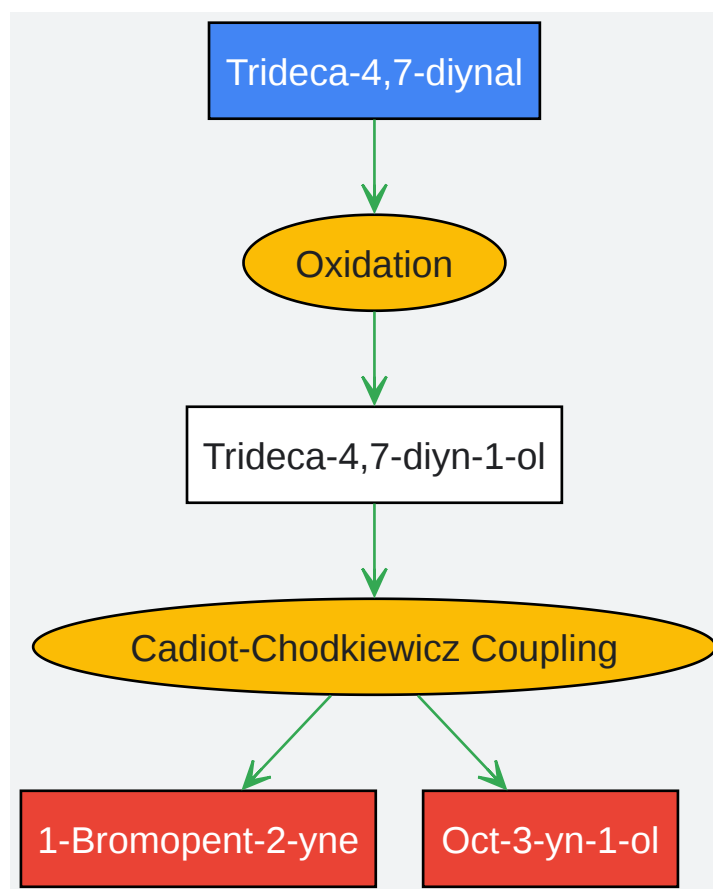 Trideca-4,7-diynal
Oxidation
Trideca-4,7-diyn-1-ol
Cadiot-Chodkiewicz Coupling
1-Bromopent-2-yne
Oct-3-yn-1-ol